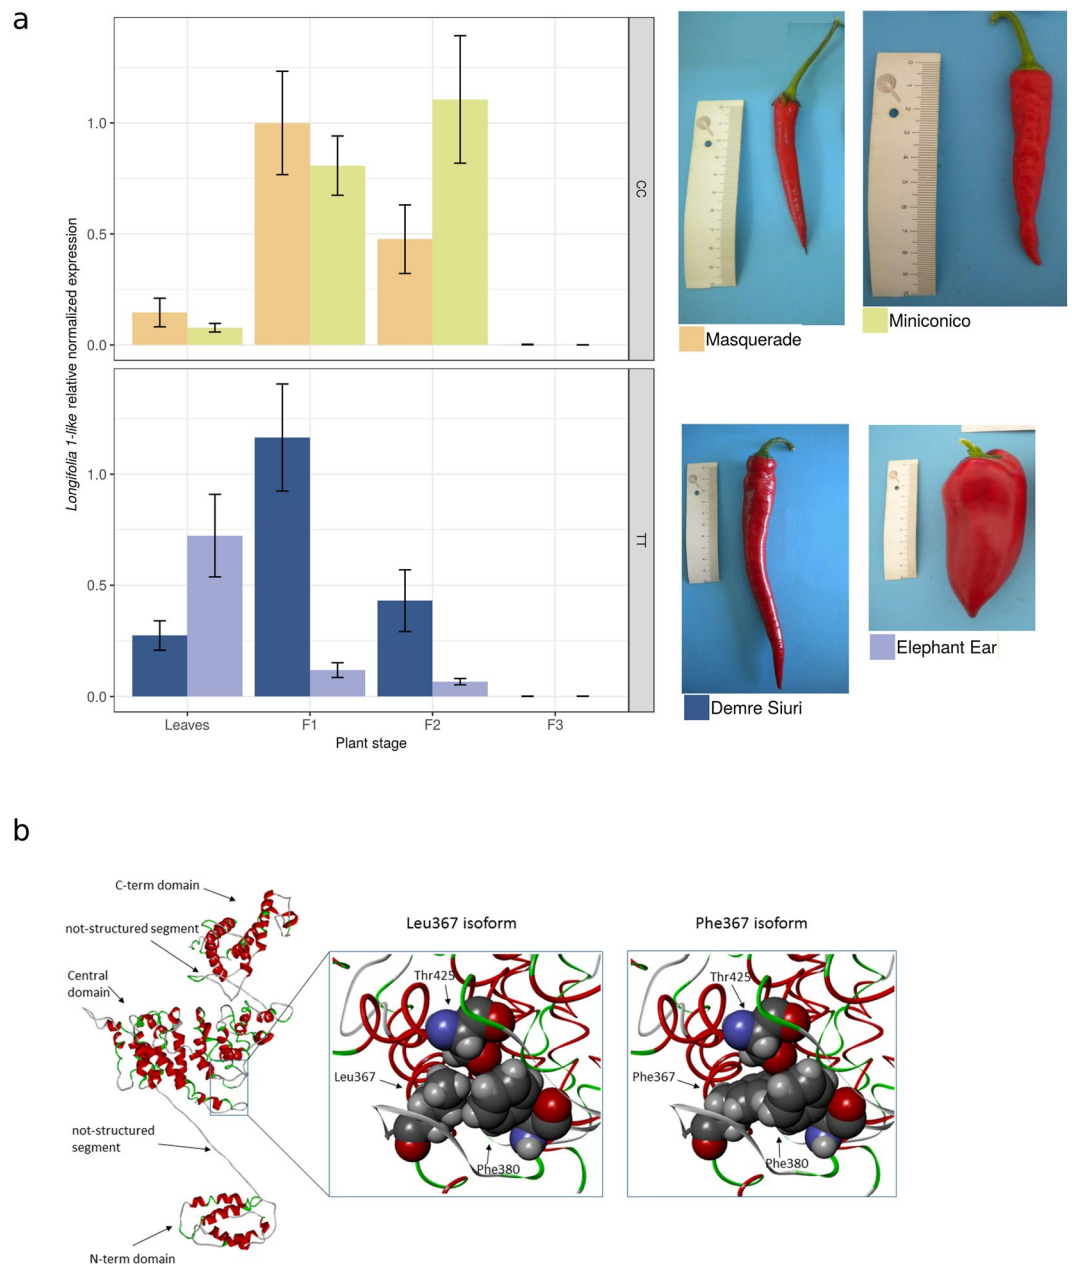 a
Longifolia 1-like relative normalized expression
1.0
0.5
0.0
CC
1.0
0.5
0.0
TT
Leaves F1 F2 F3
Plant stage
Masquerade
Miniconico
Demre Siuri
Elephant Ear
b
C-term domain
not-structured segment
Central
domain
not-structured
segment
N-term domain
Leu367 isoform
Thr425
Leu367
Phe380
Phe367 isoform
Thr425
Phe367
Phe380